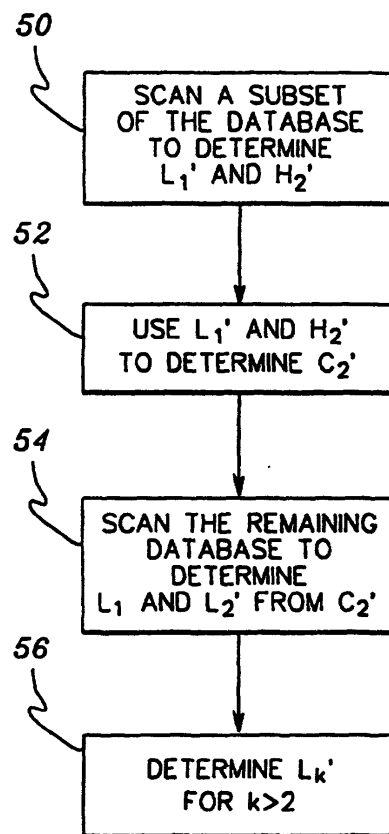 50
SCAN A SUBSET
OF THE DATABASE
TO DETERMINE
L₁' AND H₂'
52
USE L₁' AND H₂'
TO DETERMINE C₂'
54
SCAN THE REMAINING
DATABASE TO
DETERMINE
L₁ AND L₂' FROM C₂'
56
DETERMINE Lₖ'
FOR k>2